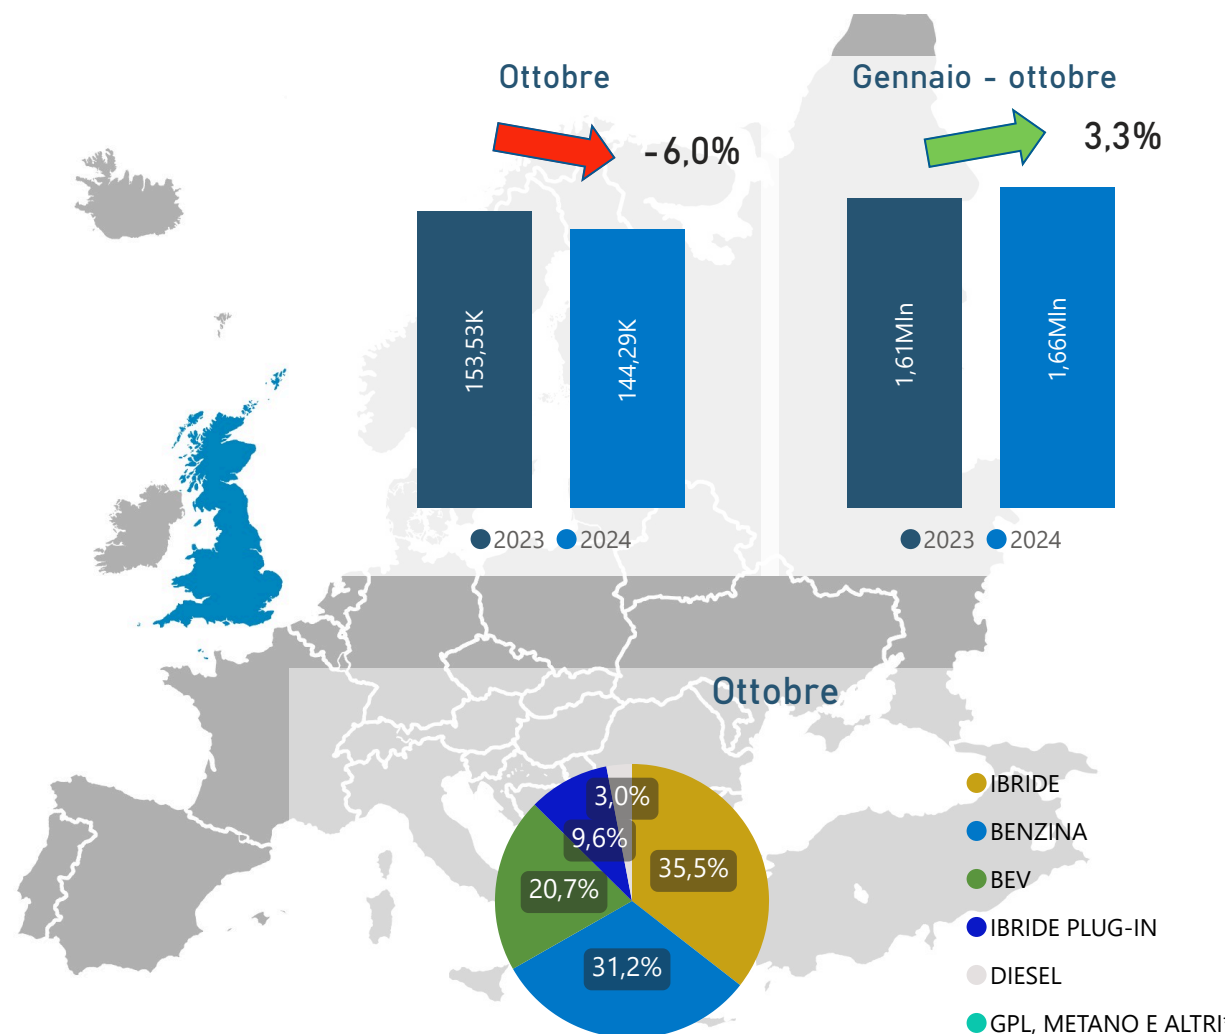 Ottobre
-6,0%
153,53K
144,29K
2023 2024
Gennaio - ottobre
3,3%
1,61Mln
1,66Mln
2023 2024
Ottobre
3,0%
9,6%
35,5%
20,7%
31,2%
IBRIDE
BENZINA
BEV
IBRIDE PLUG-IN
DIESEL
GPL, METANO E ALTRI